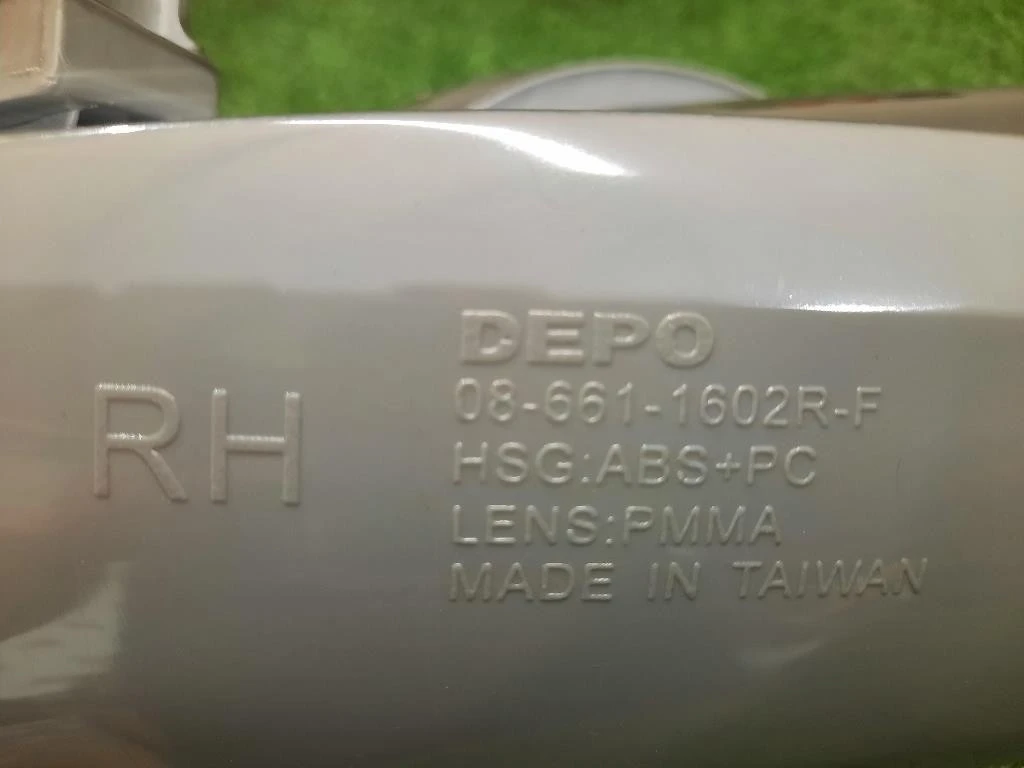 RH
DEPO
08-661-1602R-F
HSG:ABS+PC
LENS:PMMA
MADE IN TAIWAN